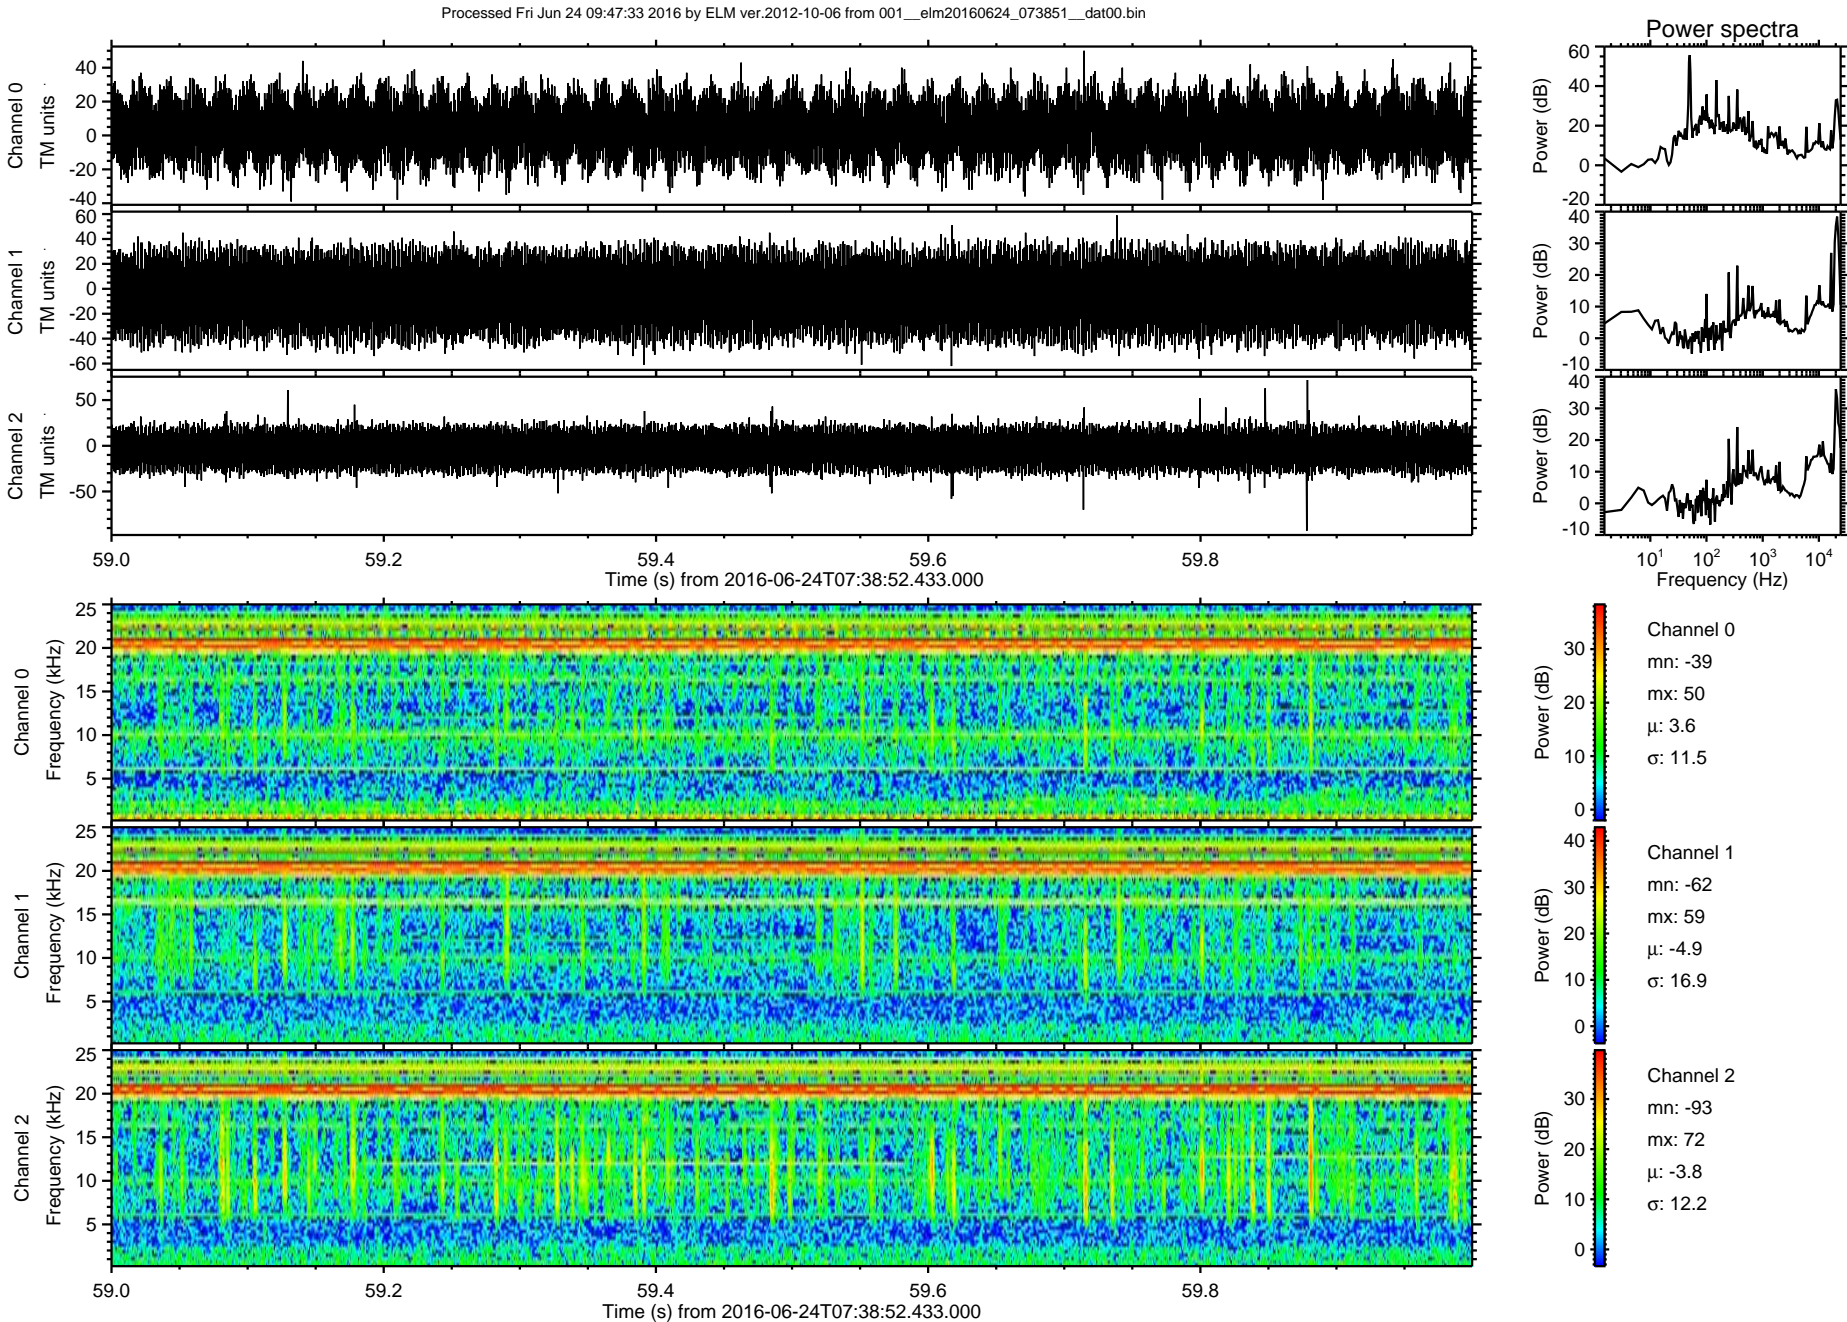 Processed Fri Jun 24 09:47:33 2016 by ELM ver.2012-10-06 from 001__elm20160624_073851__dat00.bin
Power spectra
Channel 0
TM units
40
20
0
-20
-40
Power (dB)
60
40
20
0
-20
Channel 1
TM units
60
40
20
0
-20
-40
-60
Power (dB)
40
30
20
10
0
-10
Channel 2
TM units
50
0
-50
Power (dB)
40
30
20
10
0
-10
59.0 59.2 59.4 59.6 59.8
Time (s) from 2016-06-24T07:38:52.433.000
10¹ 10² 10³ 10⁴
Frequency (Hz)
Channel 0
Frequency (kHz)
25
20
15
10
5
Power (dB)
30
20
10
0
Channel 0
mn: -39
mx: 50
μ: 3.6
σ: 11.5
Channel 1
Frequency (kHz)
25
20
15
10
5
Power (dB)
40
30
20
10
0
Channel 1
mn: -62
mx: 59
μ: -4.9
σ: 16.9
Channel 2
Frequency (kHz)
25
20
15
10
5
Power (dB)
30
20
10
0
Channel 2
mn: -93
mx: 72
μ: -3.8
σ: 12.2
59.0 59.2 59.4 59.6 59.8
Time (s) from 2016-06-24T07:38:52.433.000